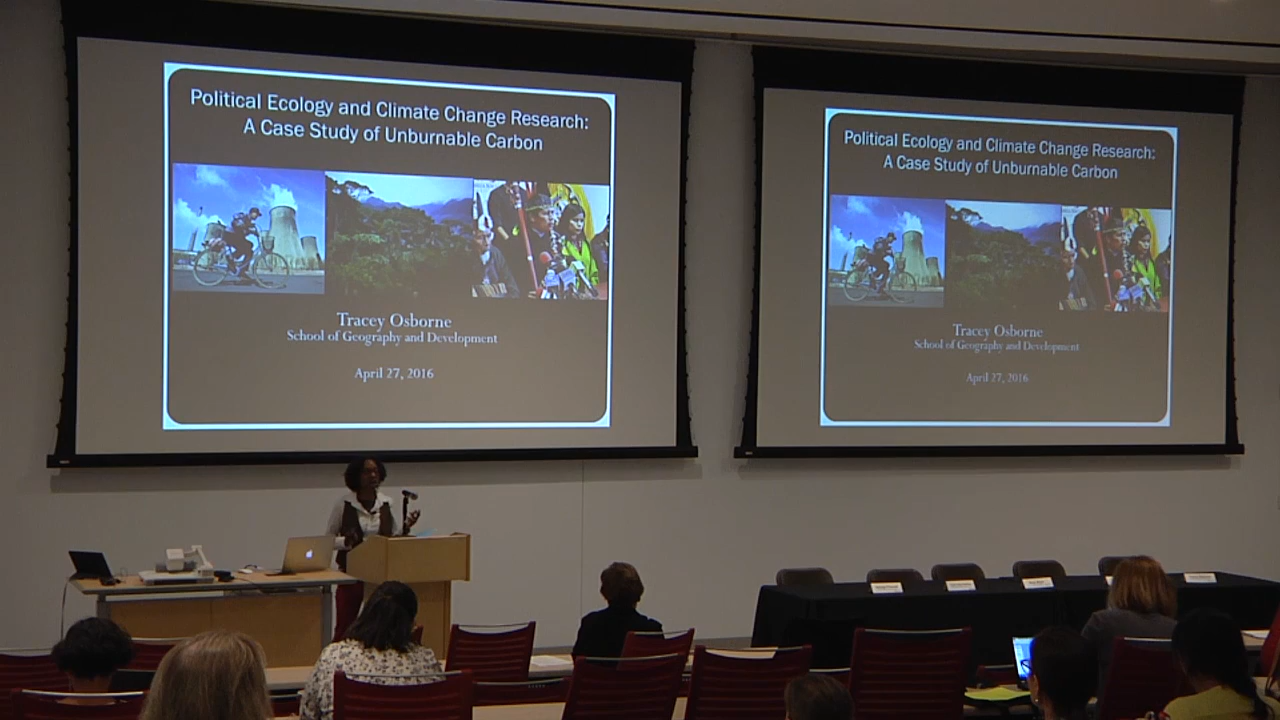 Political Ecology and Climate Change Research:
A Case Study of Unburnable Carbon
Tracey Osborne
School of Geography and Development
April 27, 2016
Political Ecology and Climate Change Research:
A Case Study of Unburnable Carbon
Tracey Osborne
School of Geography and Development
April 27, 2016